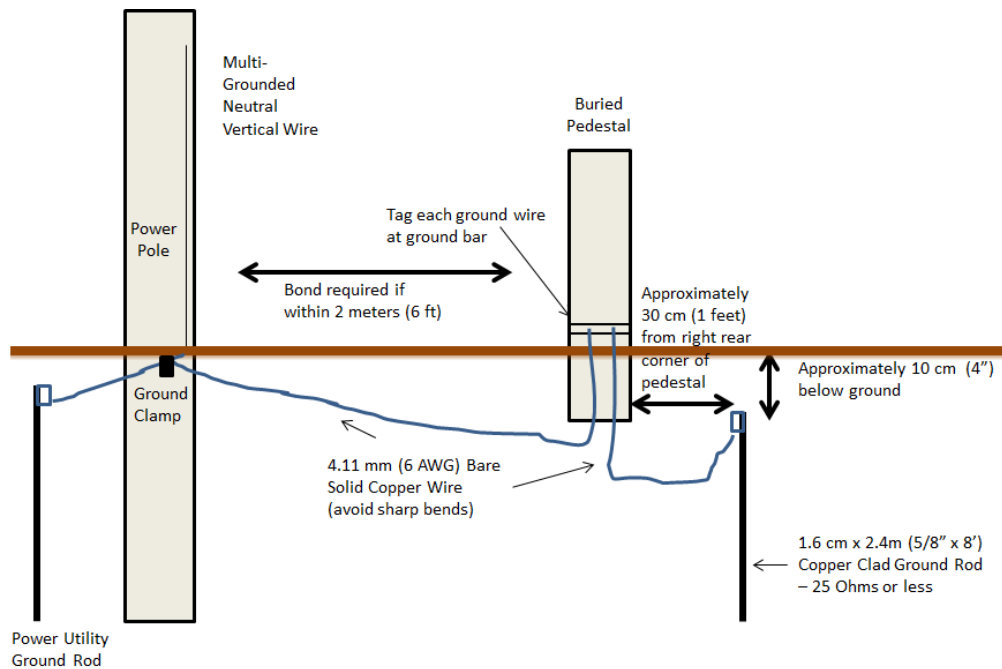 Multi-
Grounded
Neutral
Vertical Wire
Buried
Pedestal
Power
Pole
Tag each ground wire
at ground bar
Bond required if
within 2 meters (6 ft)
Approximately
30 cm (1 feet)
from right rear
corner of
pedestal
Approximately 10 cm (4”)
below ground
Ground
Clamp
4.11 mm (6 AWG) Bare
Solid Copper Wire
(avoid sharp bends)
1.6 cm x 2.4m (5/8” x 8’)
Copper Clad Ground Rod
– 25 Ohms or less
Power Utility
Ground Rod